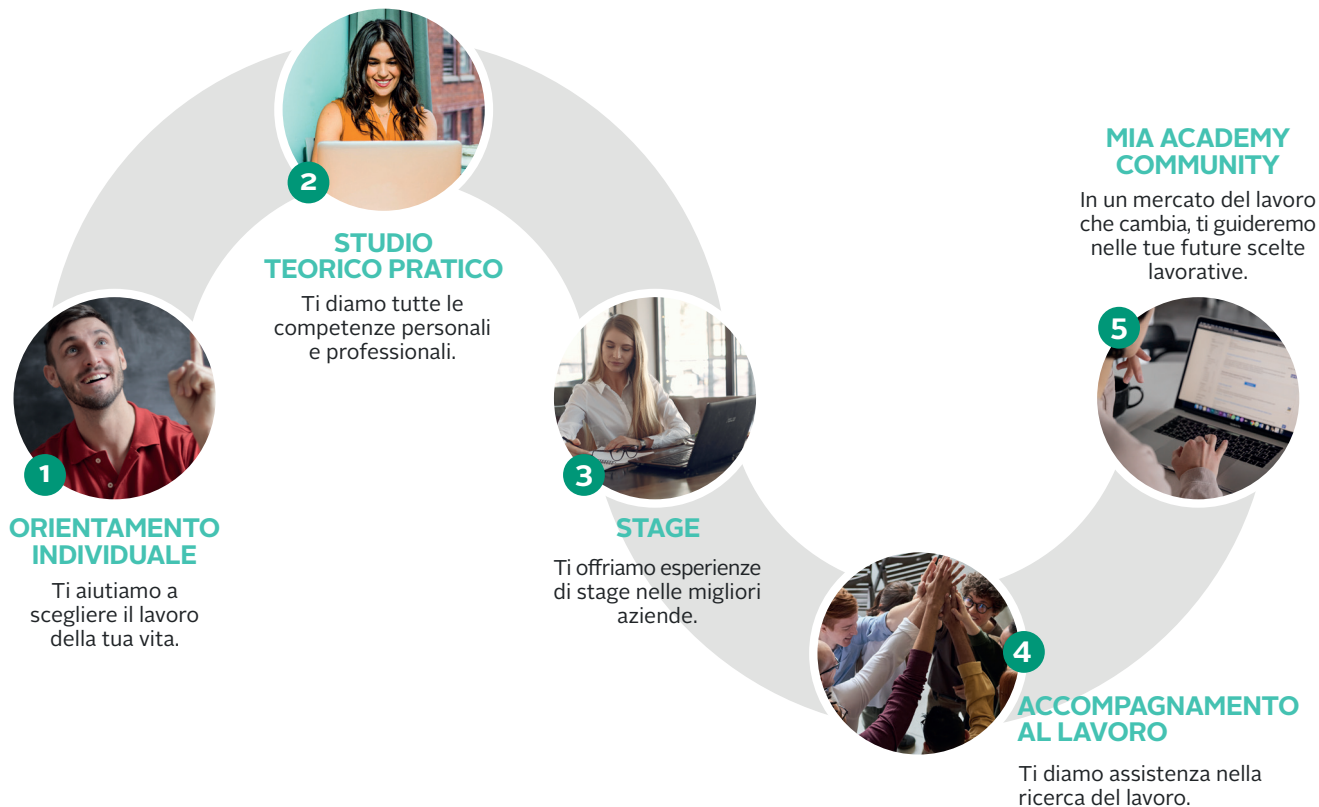 1
ORIENTAMENTO
INDIVIDUALE
Ti aiutiamo a
scegliere il lavoro
della tua vita.
2
STUDIO
TEORICO PRATICO
Ti diamo tutte le
competenze personali
e professionali.
3
STAGE
Ti offriamo esperienze
di stage nelle migliori
aziende.
4
ACCOMPAGNAMENTO
AL LAVORO
Ti diamo assistenza nella
ricerca del lavoro.
MIA ACADEMY
COMMUNITY
In un mercato del lavoro
che cambia, ti guideremo
nelle tue future scelte
lavorative.
5